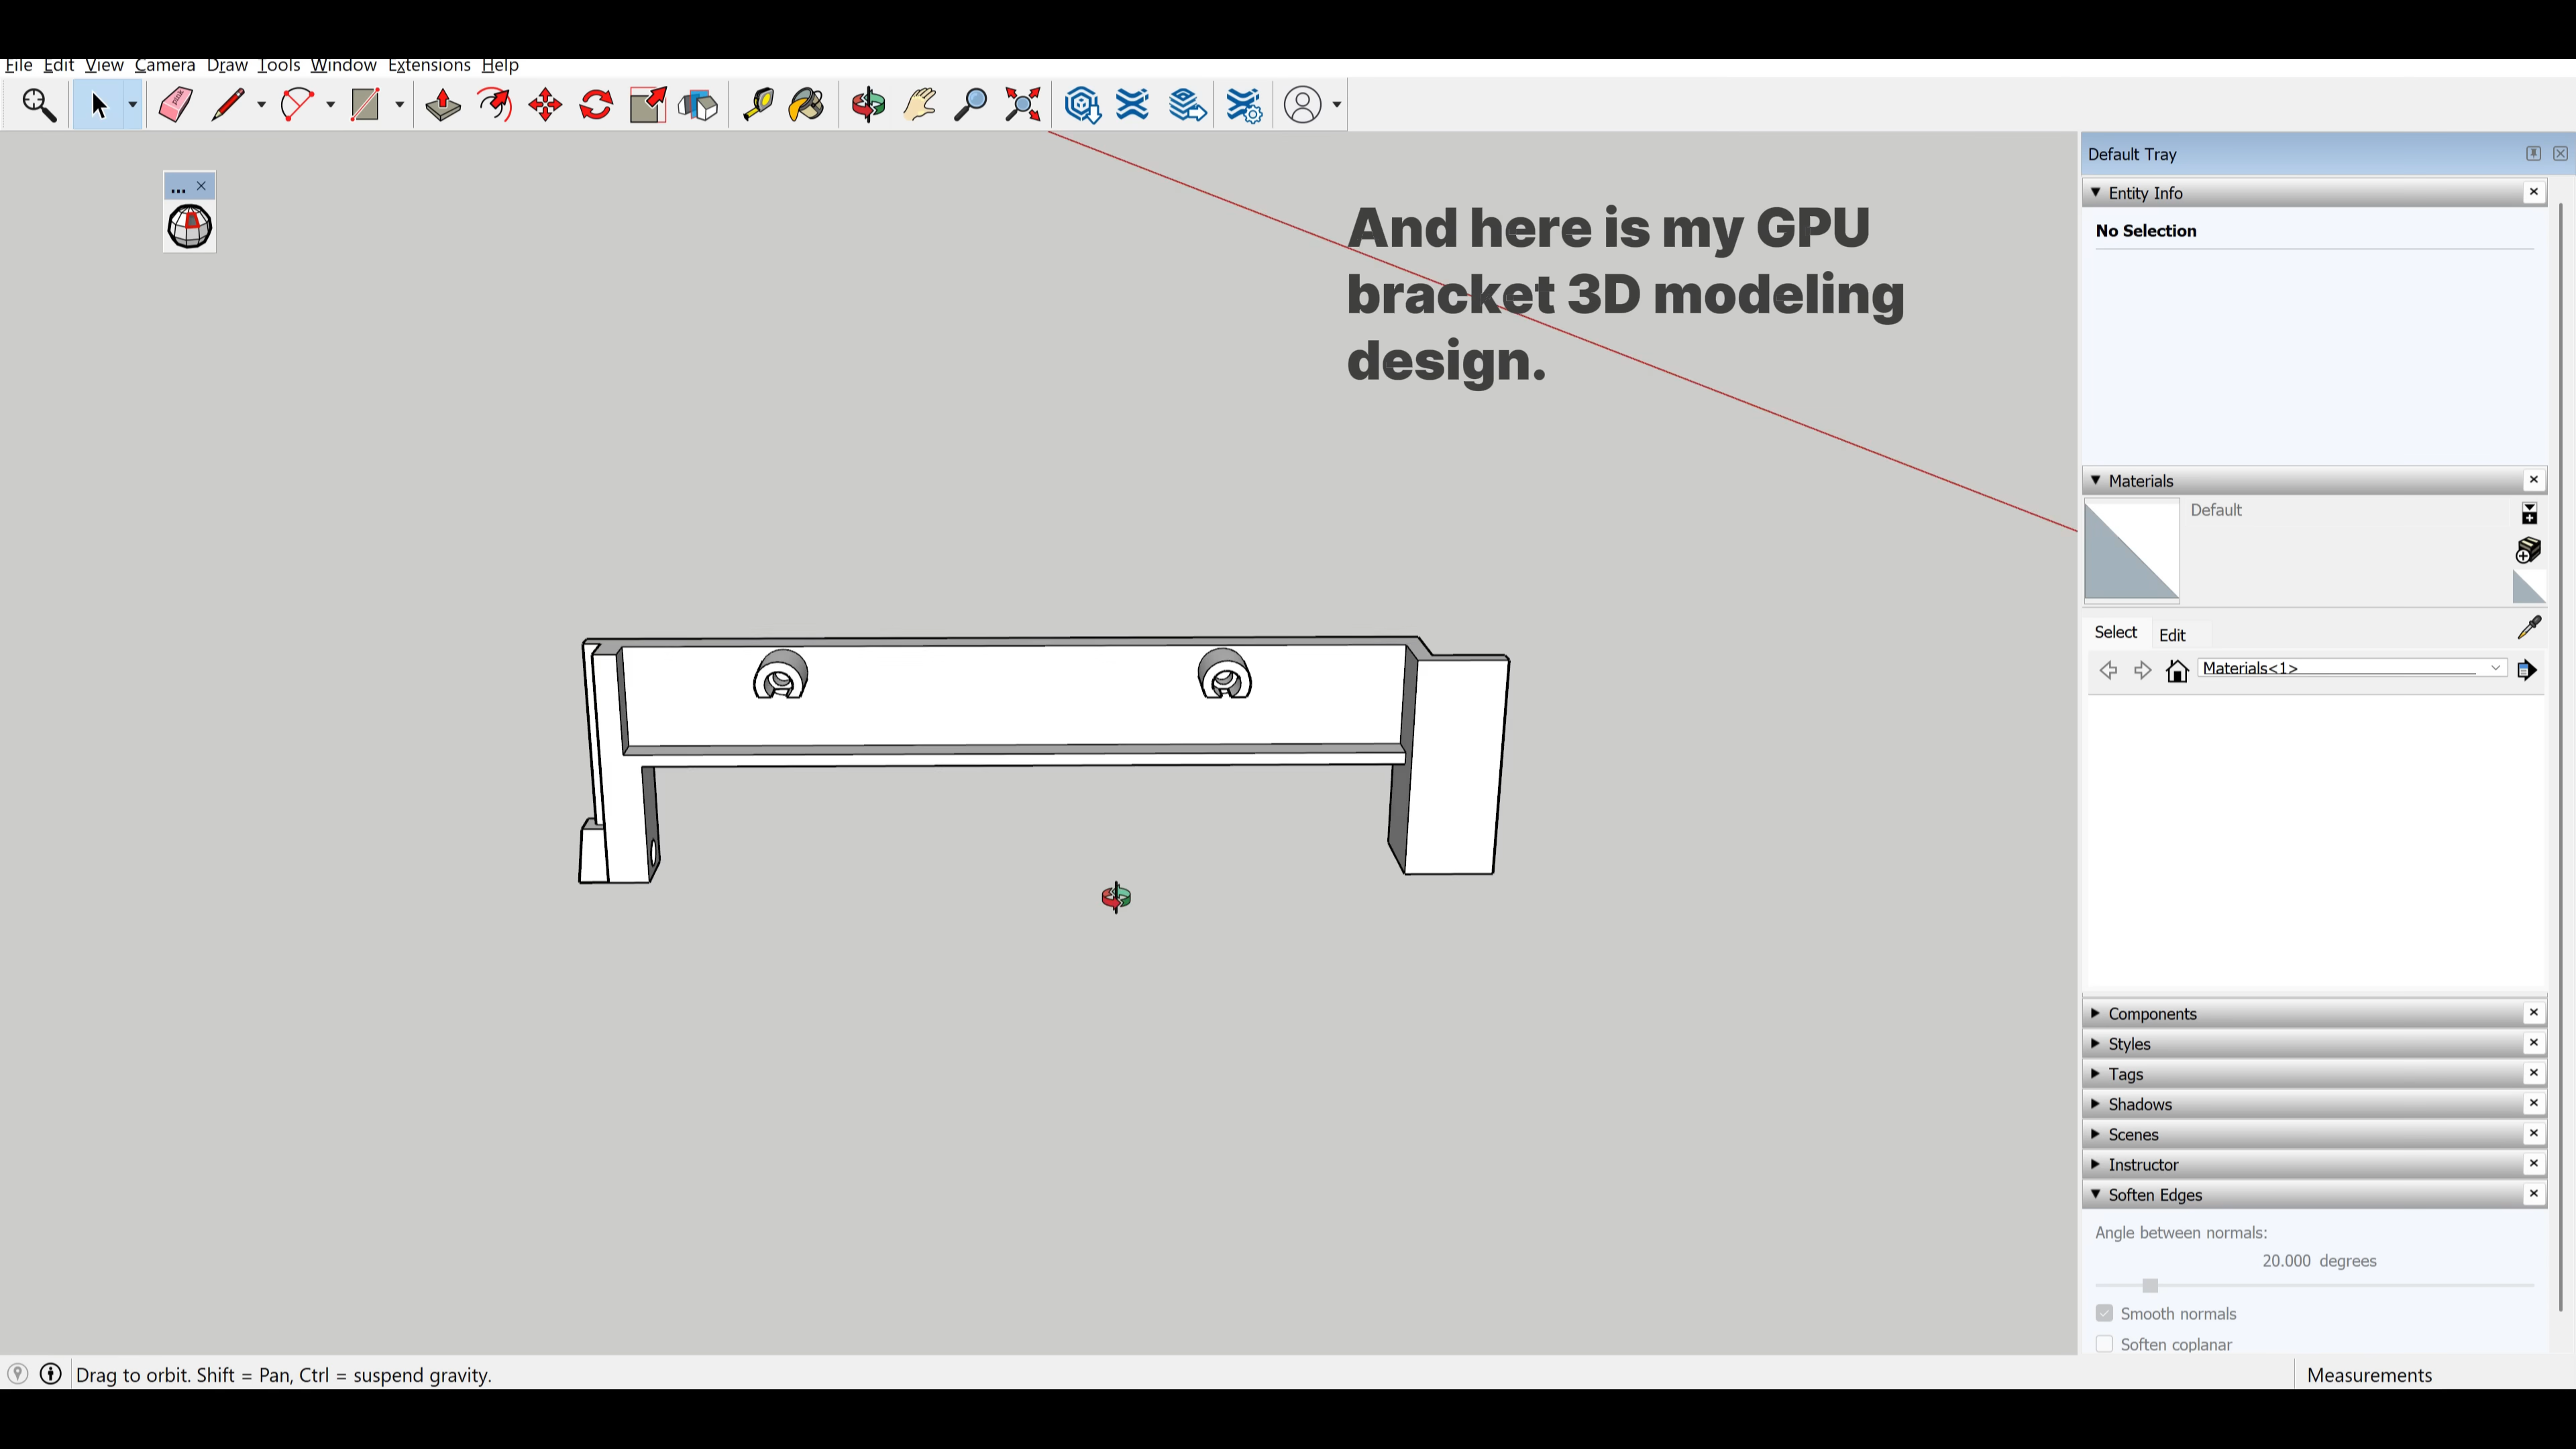 File Edit View Camera Draw Tools Window Extensions Help
...
Default Tray
Entity Info
No Selection
And here is my GPU
bracket 3D modeling
design.
Materials
Default
Select Edit
Materials<1>
Components
Styles
Tags
Shadows
Scenes
Instructor
Soften Edges
Angle between normals:
20.000 degrees
Smooth normals
Soften coplanar
Drag to orbit. Shift = Pan, Ctrl = suspend gravity.
Measurements